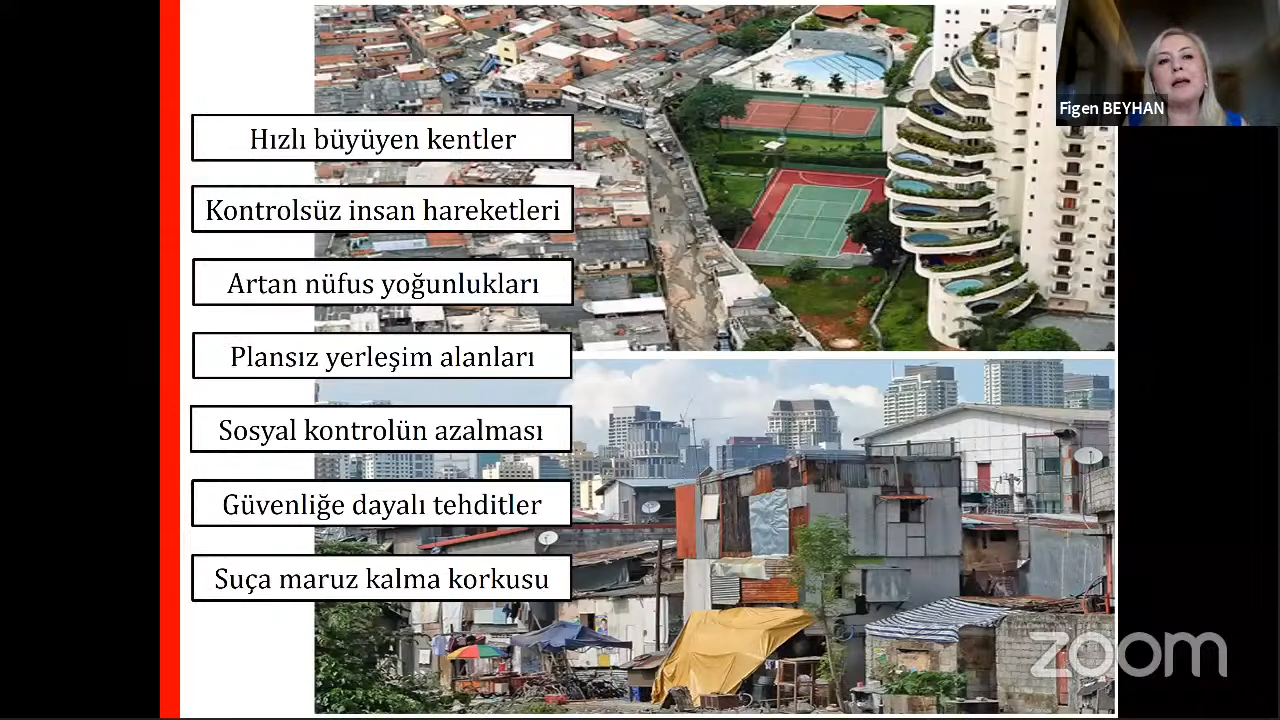 Figen BEYHAN
Hızlı büyüyen kentler
Kontrolsüz insan hareketleri
Artan nüfus yoğunlukları
Plansız yerleşim alanları
Sosyal kontrolün azalması
Güvenliğe dayalı tehditler
Suça maruz kalma korkusu
zoom